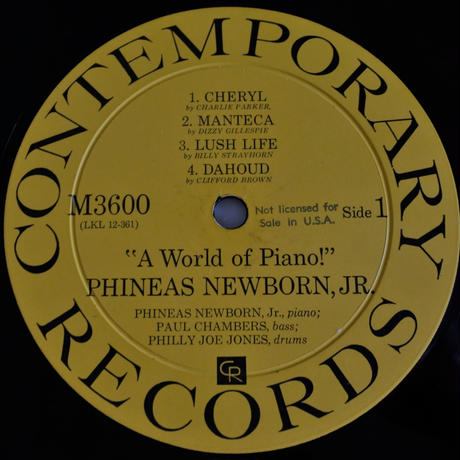 CONTEMPORARY RECORDS
1. CHERYL
by CHARLIE PARKER,
2. MANTECA
by DIZZY GILLESPIE
3. LUSH LIFE
by BILLY STRAYHORN
4. DAHOUD
by CLIFFORD BROWN
M3600
(LKL 12-361)
Not licensed for
Sale in U.S.A.
Side 1
"A World of Piano!"
PHINEAS NEWBORN, JR.
PHINEAS NEWBORN, Jr., piano;
PAUL CHAMBERS, bass;
PHILLY JOE JONES, drums
CR